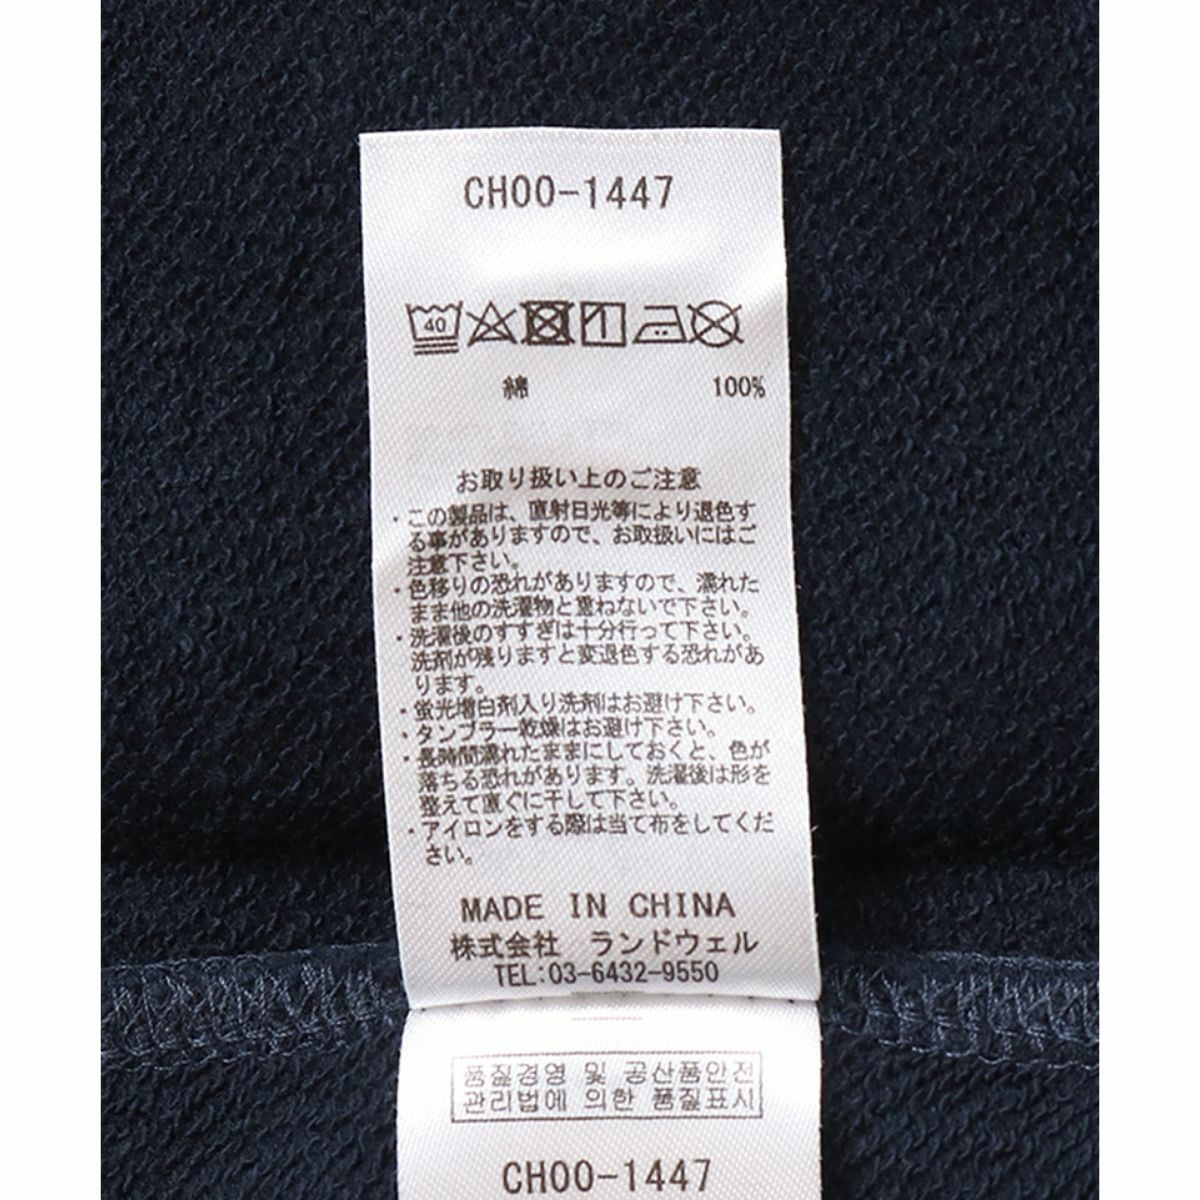 CH00-1447
40
綿 100%
お取り扱い上のご注意
・この製品は、直射日光等により退色す
る事がありますので、お取扱いにはご
注意下さい。
・色移りの恐れがありますので、濡れた
まま他の洗濯物と重ねないで下さい。
・洗濯後のすすぎは十分行って下さい。
洗剤が残りますと変退色する恐れがあ
ります。
・蛍光増白剤入り洗剤はお避け下さい。
・タンブラー乾燥はお避け下さい。
・長時間濡れたままにしておくと、色が
落ちる恐れがあります。洗濯後は形を
整えて直ぐに干して下さい。
・アイロンをする際は当て布をしてくだ
さい。
MADE IN CHINA
株式会社 ランドウェル
TEL:03-6432-9550
품질경영 및 공산품안전
관리법에 의한 품질표시
CH00-1447